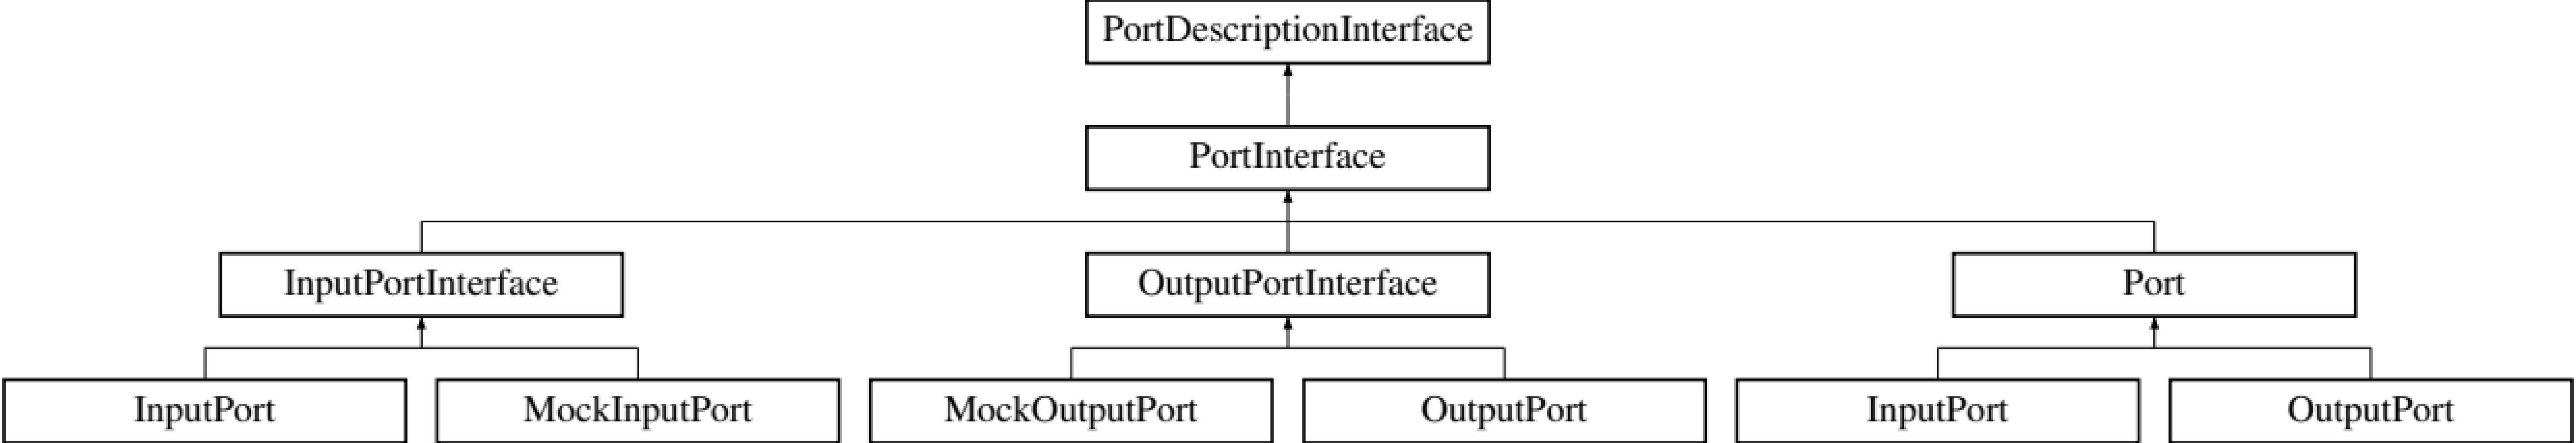 PortDescriptionInterface
PortInterface
InputPortInterface
OutputPortInterface
Port
InputPort
MockInputPort
MockOutputPort
OutputPort
InputPort
OutputPort